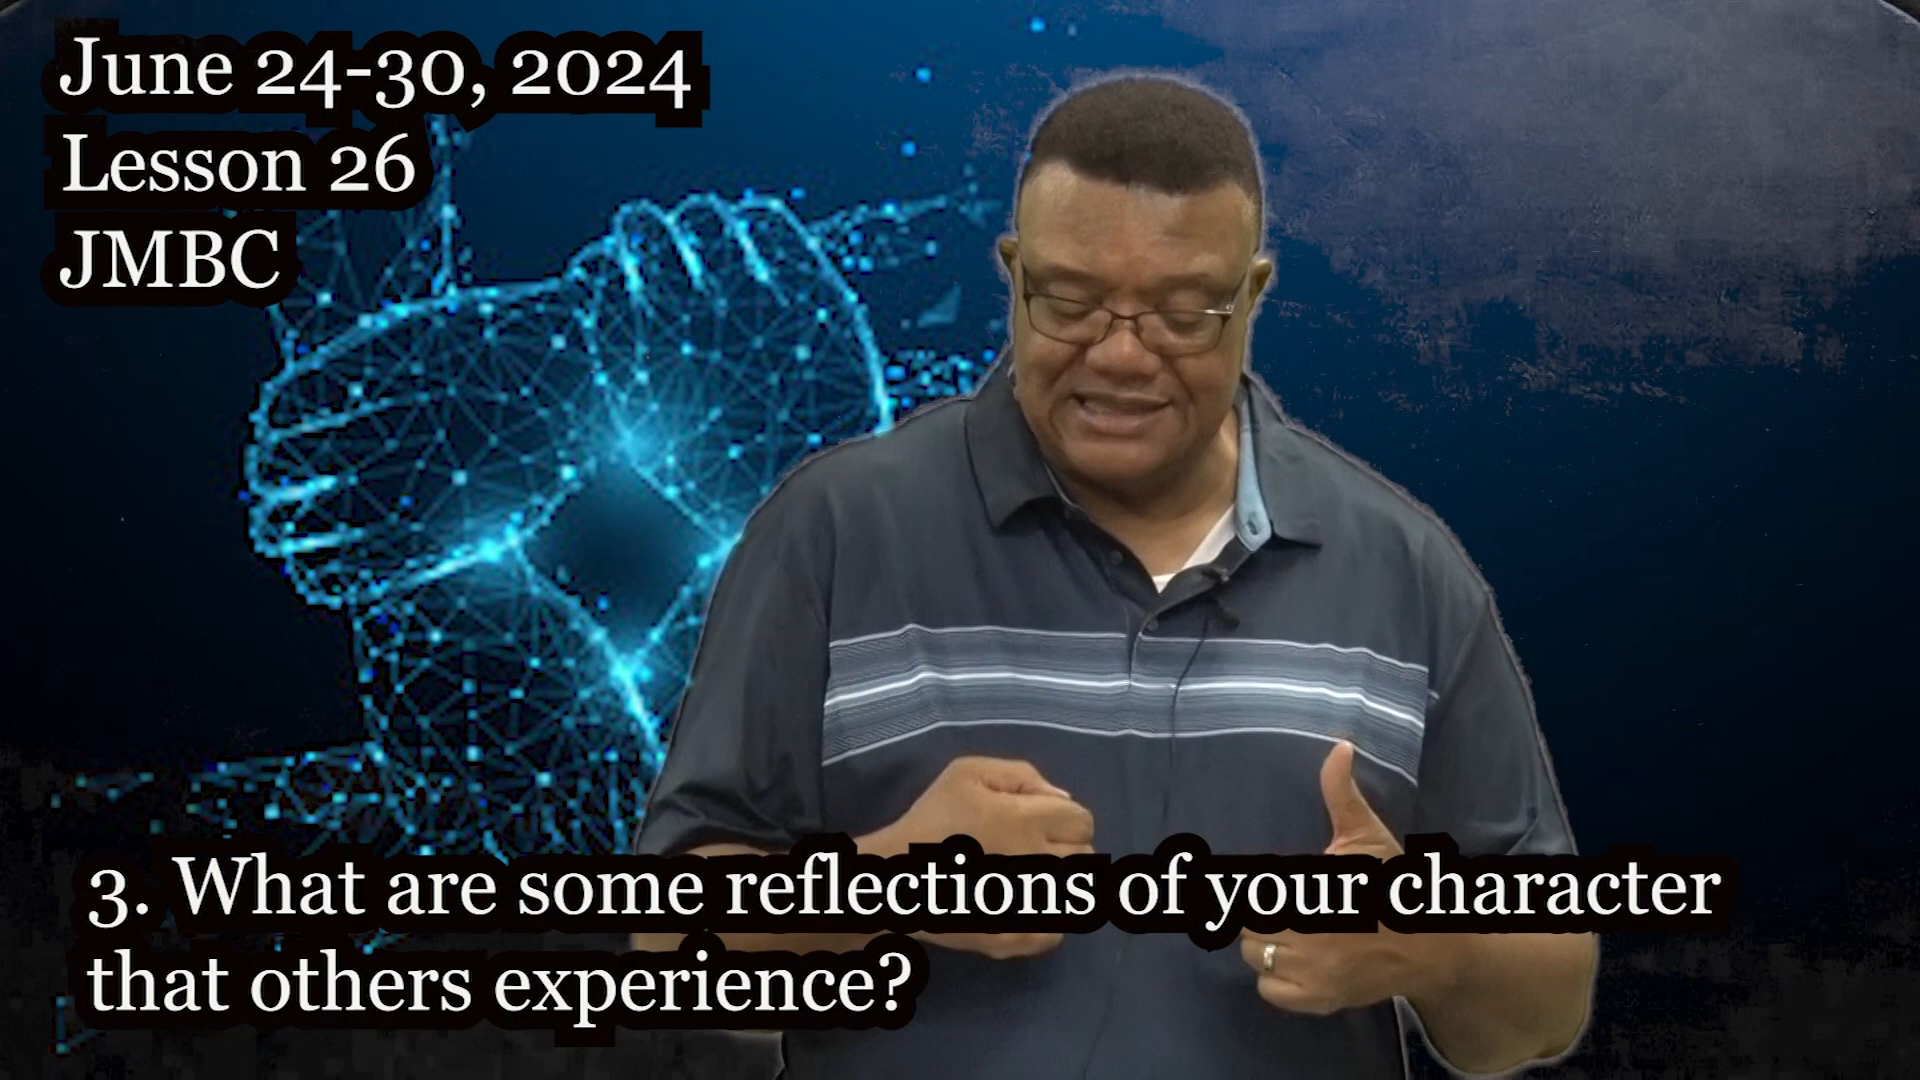 June 24-30, 2024
Lesson 26
JMBC
3. What are some reflections of your character
that others experience?